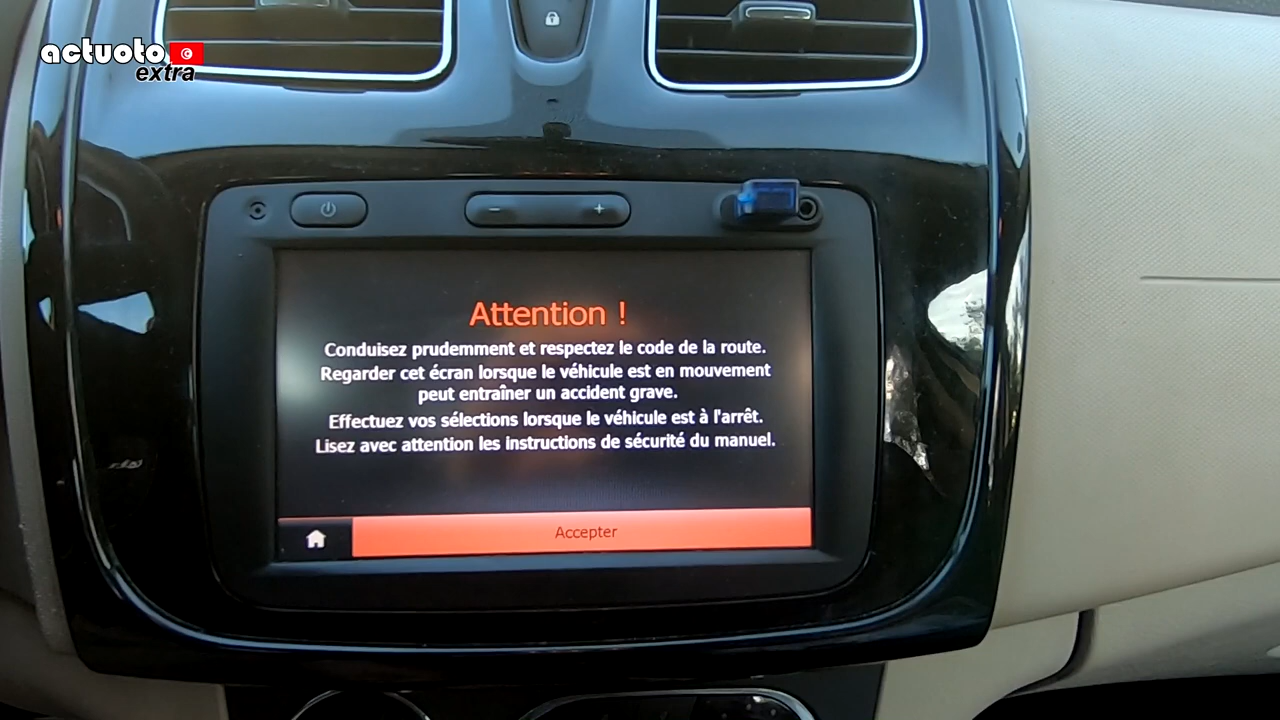 actuoto
extra
Attention !
Conduisez prudemment et respectez le code de la route.
Regarder cet écran lorsque le véhicule est en mouvement
peut entraîner un accident grave.
Effectuez vos sélections lorsque le véhicule est à l'arrêt.
Lisez avec attention les instructions de sécurité du manuel.
Accepter